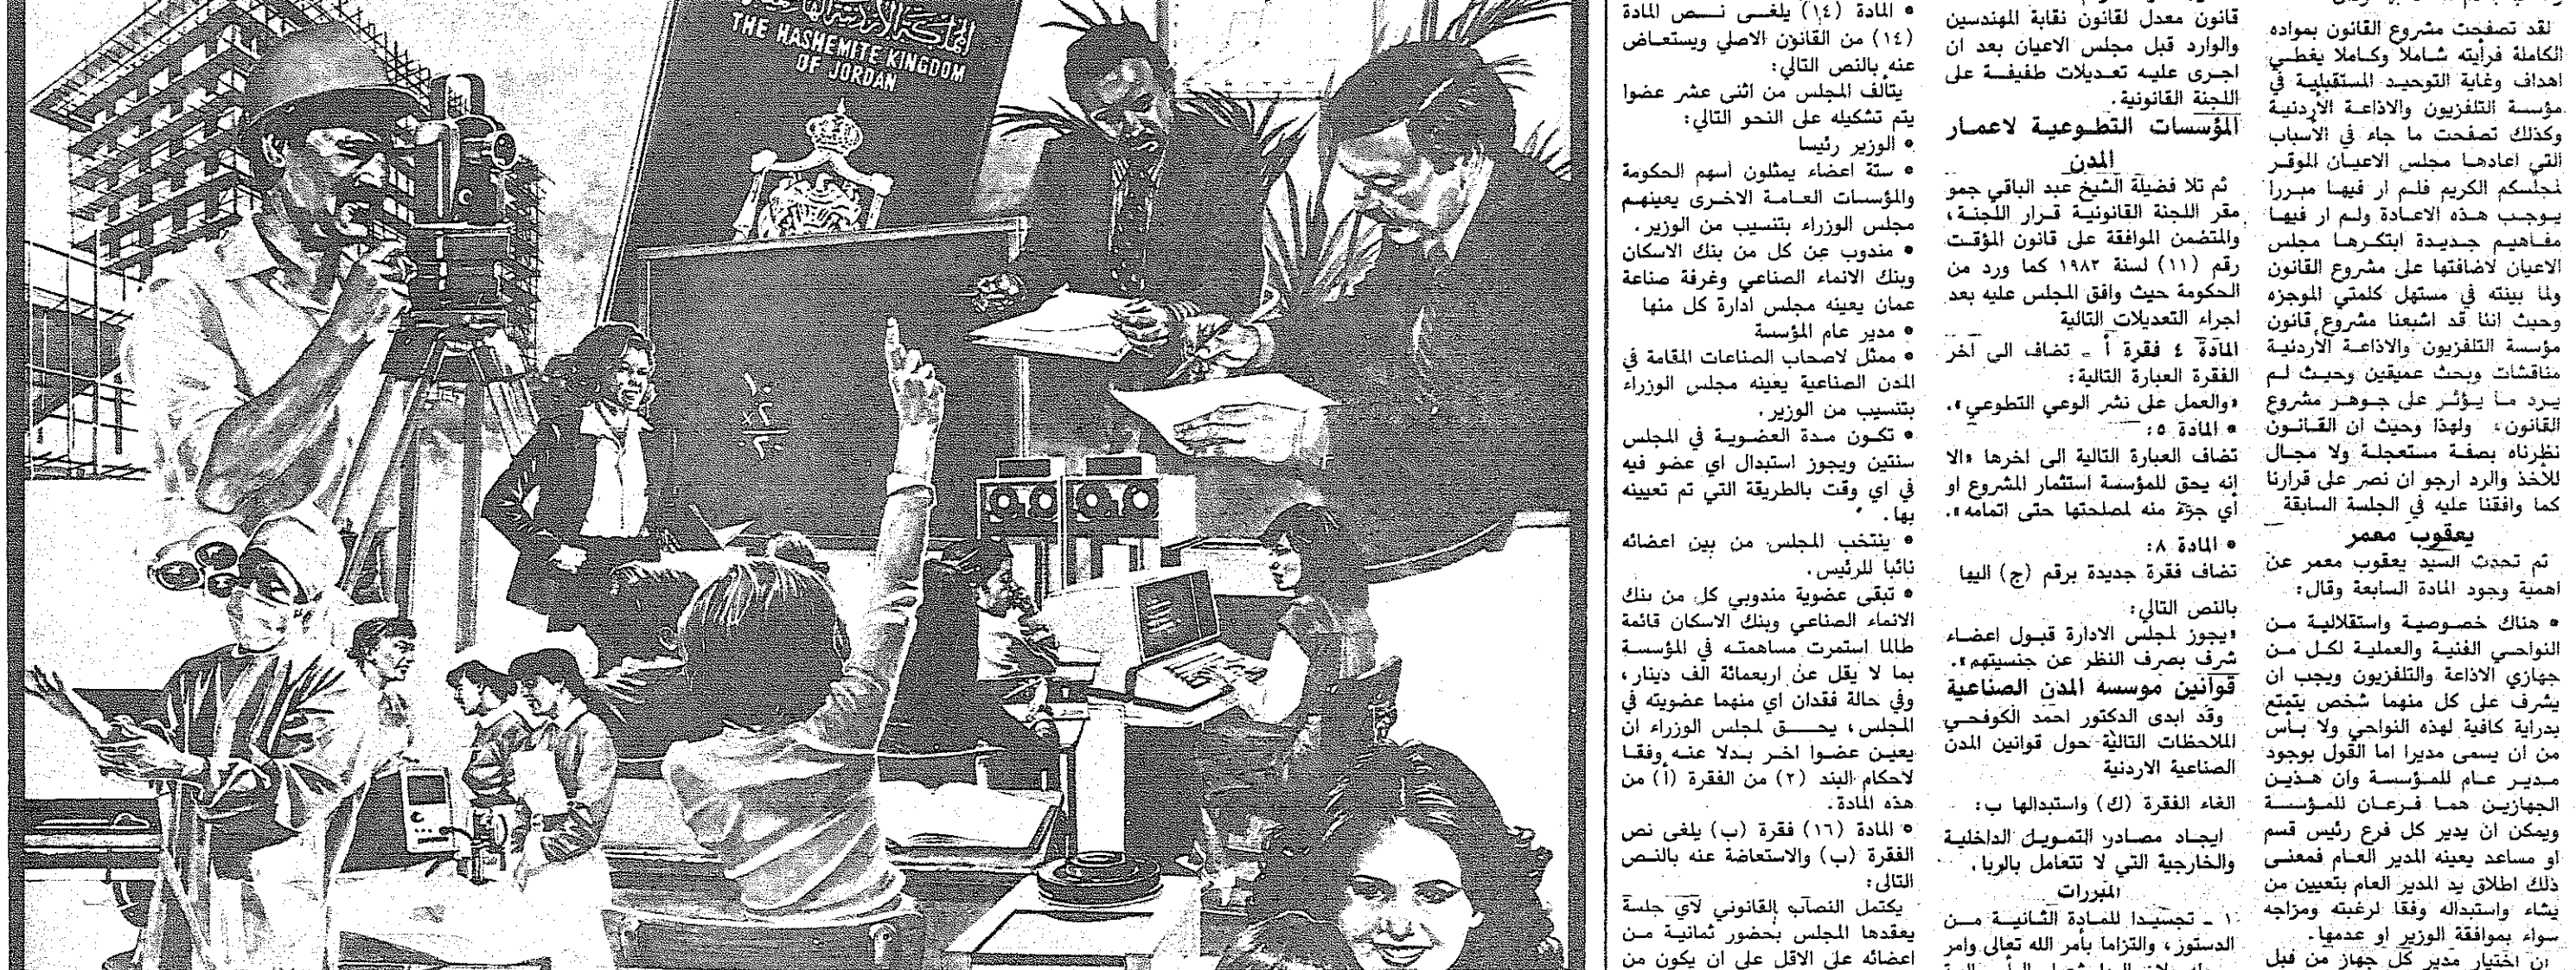 لقد تصفحت مشروع القانون بمواده
الكاملة فرأيته شاملا وكاملا يغطي
اهداف وغاية التوحيد المستقبلية في
مؤسسة التلفزيون والاذاعة الأردنية
وكذلك تصفحت ما جاء في الأسباب
التي اعادها مجلس الاعيان الموقر
لمجلسكم الكريم فلم ار فيها مبررا
يوجب هذه الاعادة ولم ار فيها
مفاهيم جديدة ابتكرها مجلس
الاعيان لاضافتها على مشروع القانون
ولما بينته في مستهل كلمتي الموجزه
وحيث اننا قد اشبعنا مشروع قانون
مؤسسة التلفزيون والاذاعة الأردنية
مناقشات وبحث عميقين وحيث لم
يرد ما يؤثر على جوهر مشروع
القانون، ولهذا وحيث ان القانون
نظرناه بصفة مستعجلة ولا مجال
للأخذ والرد ارجو ان نصر على قرارنا
كما وافقنا عليه في الجلسة السابقة
يعقوب معمر
ثم تحدث السيد يعقوب معمر عن
اهمية وجود المادة السابعة وقال:
• هناك خصوصية واستقلالية من
النواحي الفنية والعملية لكل من
جهازي الاذاعة والتلفزيون ويجب ان
يشرف على كل منهما شخص يتمتع
بدراية كافية لهذه النواحي ولا بأس
من ان يسمى مديرا اما القول بوجود
مدير عام للمؤسسة وان هذين
الجهازين هما فرعان للمؤسسة
ويمكن ان يدير كل فرع رئيس قسم
او مساعد يعينه المدير العام فمعنى
ذلك اطلاق يد المدير العام بتعيين من
يشاء واستبداله وفقا لرغبته ومزاجه
سواء بموافقة الوزير او عدمها.
ان اختيار مدير كل جهاز من قبل
قانون معدل لقانون نقابة المهندسين
والوارد قبل مجلس الاعيان بعد ان
اجرى عليه تعديلات طفيفة على
اللجنة القانونية.
المؤسسات التطوعية لاعمار
المدن
ثم تلا فضيلة الشيخ عبد الباقي جمو
مقر اللجنة القانونية قرار اللجنة،
والمتضمن الموافقة على قانون المؤقت
رقم (١١) لسنة ١٩٨٢ كما ورد من
الحكومة حيث وافق المجلس عليه بعد
اجراء التعديلات التالية
المادة ٤ فقرة أ ـ تضاف الى اخر
الفقرة العبارة التالية:
«والعمل على نشر الوعي التطوعي».
• المادة ٥:
تضاف العبارة التالية الى اخرها «الا
إنه يحق للمؤسسة استثمار المشروع او
أي جزء منه لمصلحتها حتى اتمامه».
• المادة ٨:
تضاف فقرة جديدة برقم (ج) اليها
بالنص التالي:
«يجوز لمجلس الادارة قبول اعضاء
شرف بصرف النظر عن جنسيتهم».
قوانين موسسه المدن الصناعية
وقد ابدى الدكتور احمد الكوفحي
الملاحظات التالية حول قوانين المدن
الصناعية الاردنية
الغاء الفقرة (ك) واستبدالها ب:
ايجاد مصادر التمويل الداخلية
والخارجية التي لا تتعامل بالربا.
المبررات
١ ـ تجسيدا للمادة الثانية من
الدستور، والتزاما بأمر الله تعالى وامر
• المادة (١٤) يلغى نص المادة
(١٤) من القانون الاصلي ويستعاض
عنه بالنص التالي:
يتألف المجلس من اثنى عشر عضوا
يتم تشكيله على النحو التالي:
• الوزير رئيسا
• ستة اعضاء يمثلون أسهم الحكومة
والمؤسسات العامة الاخرى يعينهم
مجلس الوزراء بتنسيب من الوزير.
• مندوب عن كل من بنك الاسكان
وبنك الانماء الصناعي وغرفة صناعة
عمان يعينه مجلس ادارة كل منها
• مدير عام المؤسسة
• ممثل لاصحاب الصناعات المقامة في
المدن الصناعية يعينه مجلس الوزراء
بتنسيب من الوزير.
• تكون مدة العضوية في المجلس
سنتين ويجوز استبدال اي عضو فيه
في اي وقت بالطريقة التي تم تعيينه
بها.
• ينتخب المجلس من بين اعضائه
نائبا للرئيس.
• تبقى عضوية مندوبي كل من بنك
الانماء الصناعي وبنك الاسكان قائمة
طالما استمرت مساهمته في المؤسسة
بما لا يقل عن اربعمائة الف دينار،
وفي حالة فقدان اي منهما عضويته في
المجلس، يحق لمجلس الوزراء ان
يعين عضوا اخر بدلا عنه وفقا
لاحكام البند (٢) من الفقرة (أ) من
هذه المادة.
• المادة (١٦) فقرة (ب) يلغى نص
الفقرة (ب) والاستعاضة عنه بالنص
التالي:
يكتمل النصاب القانوني لاي جلسة
يعقدها المجلس بحضور ثمانية من
اعضائه على الاقل على ان يكون من
المملكة الأردنية الهاشمية
THE HASHEMITE KINGDOM
OF JORDAN